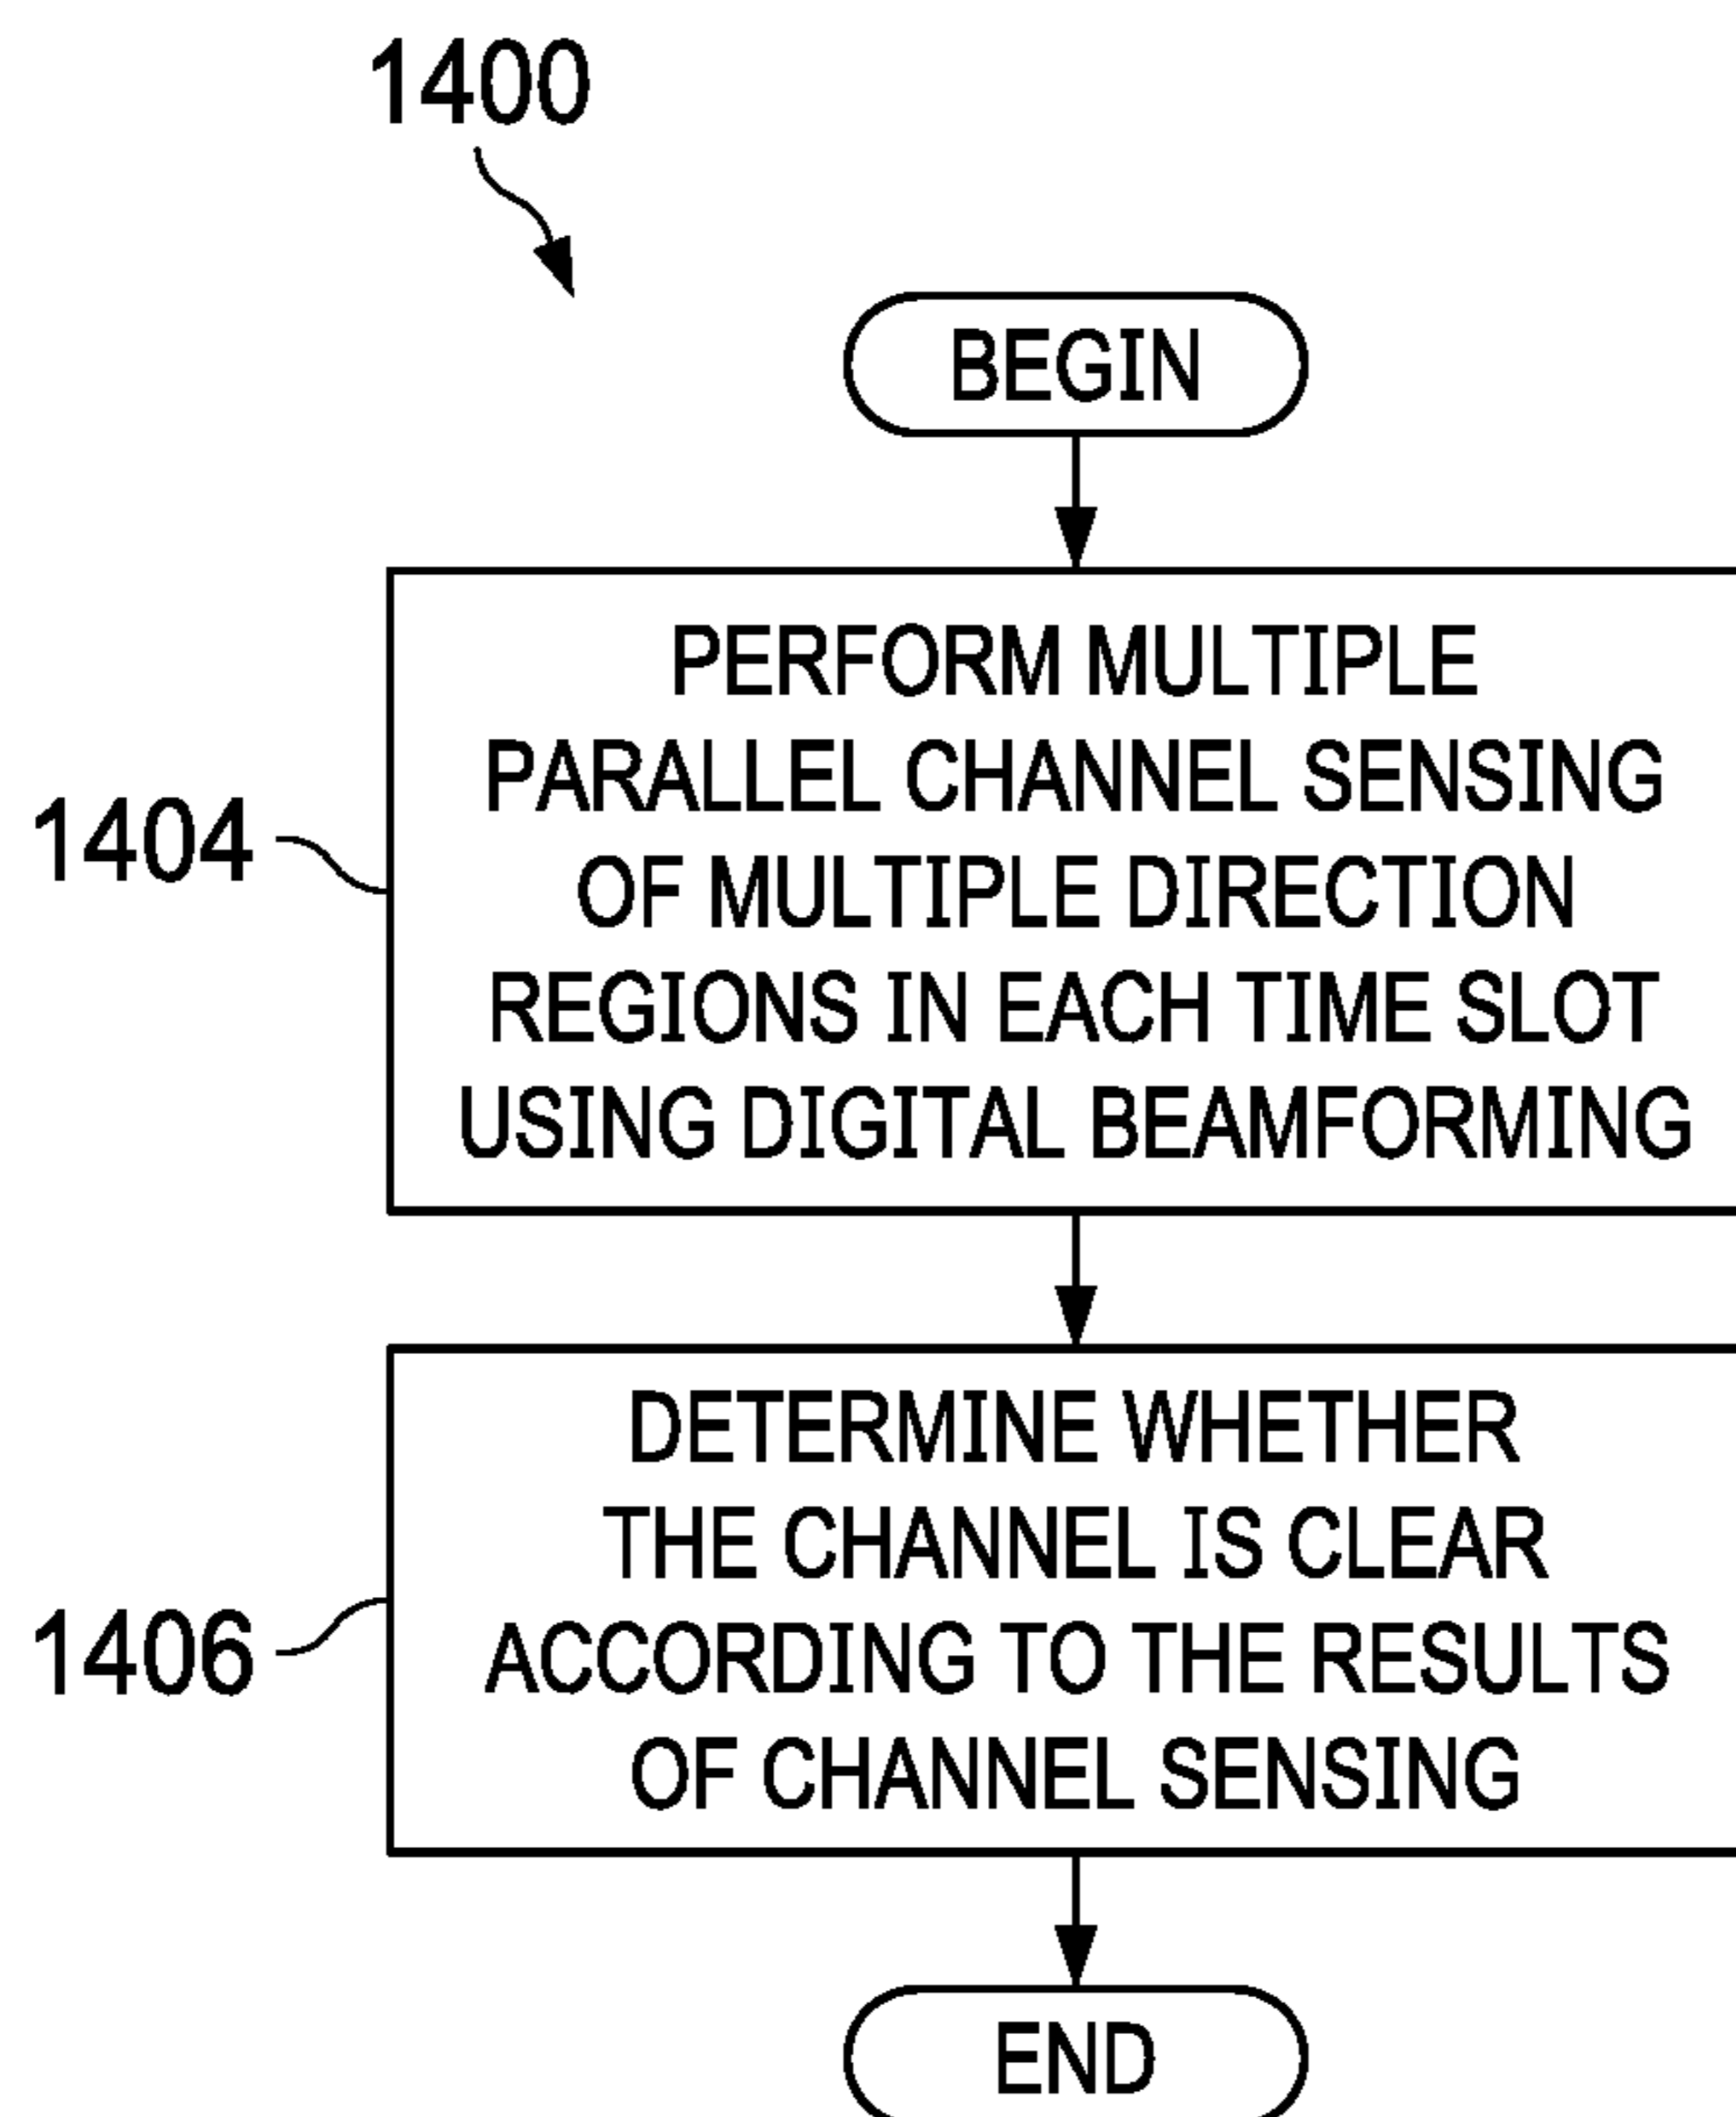 1400
BEGIN
PERFORM MULTIPLE
PARALLEL CHANNEL SENSING
OF MULTIPLE DIRECTION
REGIONS IN EACH TIME SLOT
USING DIGITAL BEAMFORMING
1404
DETERMINE WHETHER
THE CHANNEL IS CLEAR
ACCORDING TO THE RESULTS
OF CHANNEL SENSING
1406
END